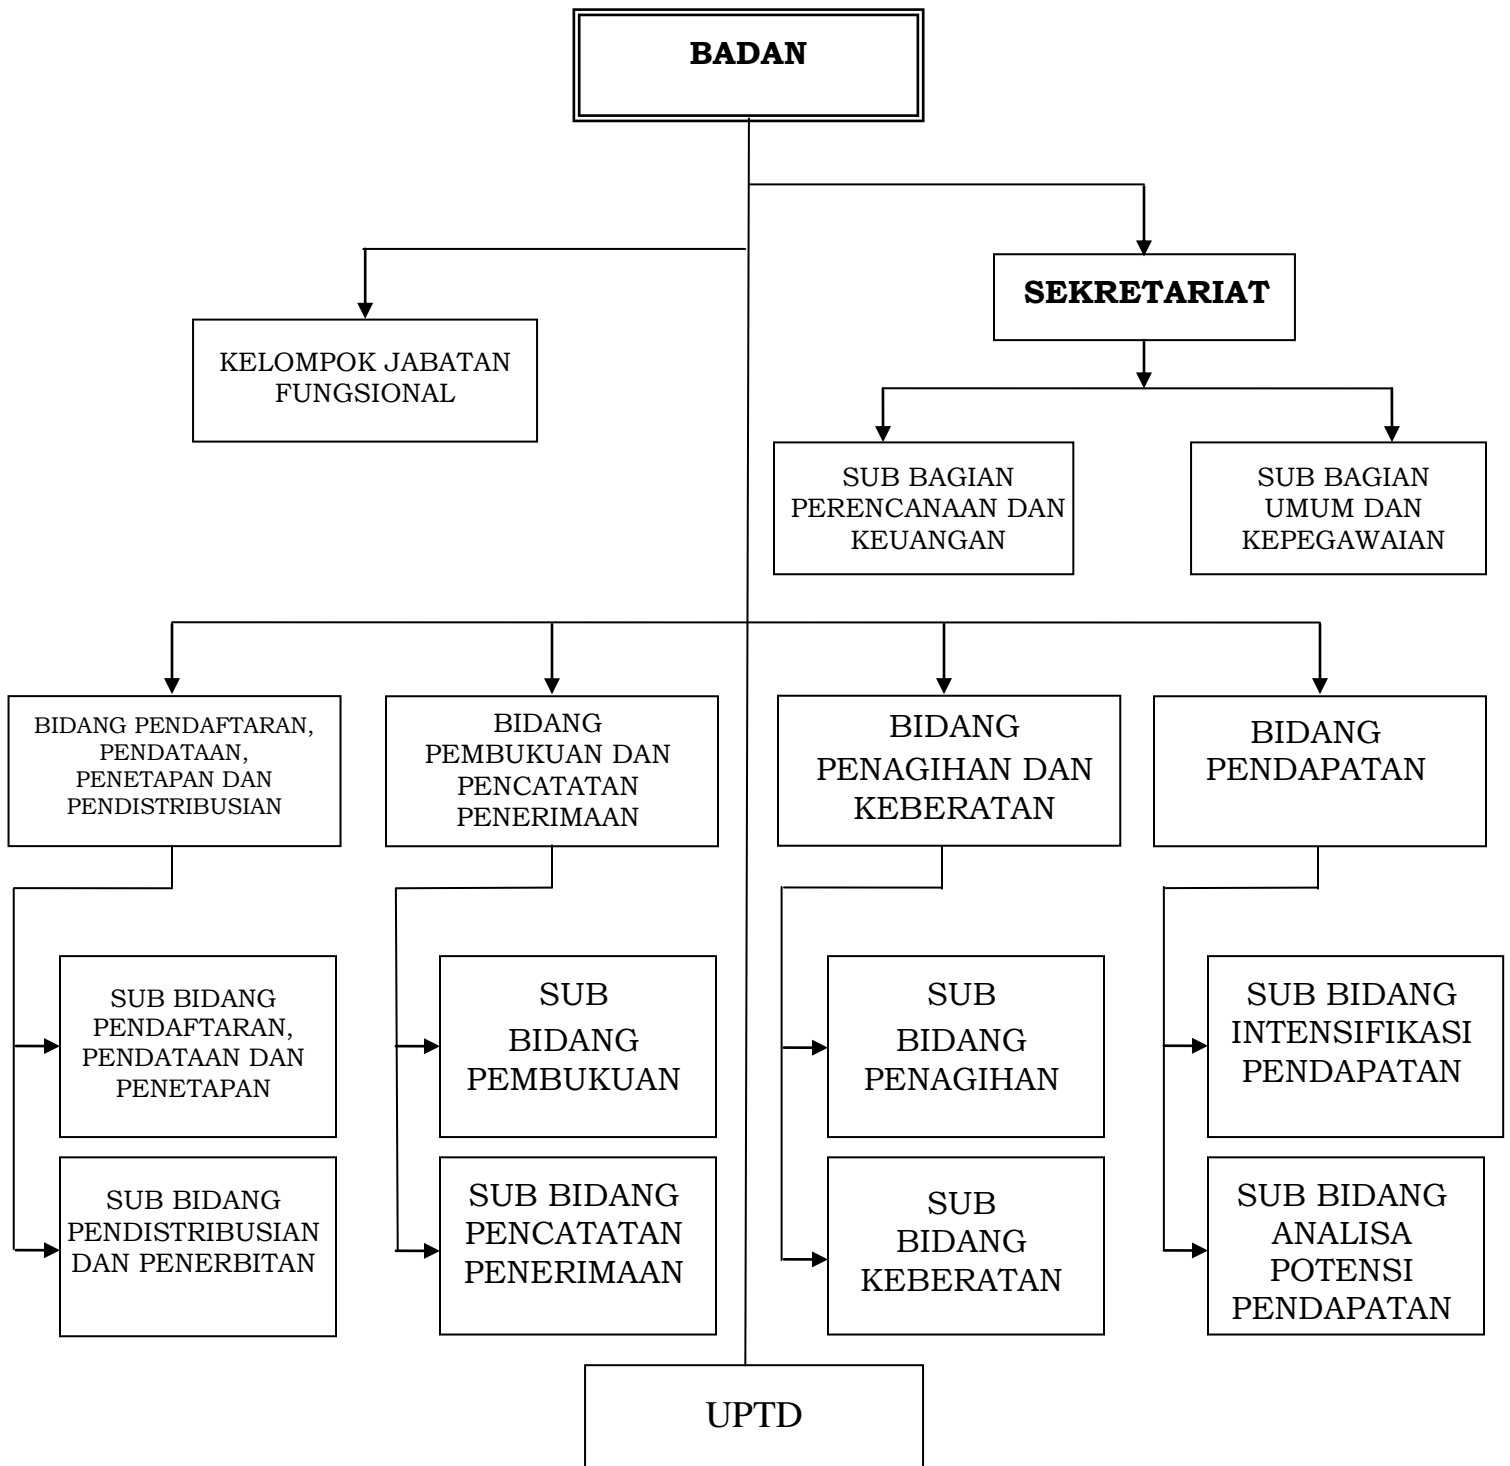 BADAN
SEKRETARIAT
KELOMPOK JABATAN
FUNGSIONAL
SUB BAGIAN
PERENCANAAN DAN
KEUANGAN
SUB BAGIAN
UMUM DAN
KEPEGAWAIAN
BIDANG PENDAFTARAN,
PENDATAAN,
PENETAPAN DAN
PENDISTRIBUSIAN
BIDANG
PEMBUKUAN DAN
PENCATATAN
PENERIMAAN
BIDANG
PENAGIHAN DAN
KEBERATAN
BIDANG
PENDAPATAN
SUB BIDANG
PENDAFTARAN,
PENDATAAN DAN
PENETAPAN
SUB
BIDANG
PEMBUKUAN
SUB
BIDANG
PENAGIHAN
SUB BIDANG
INTENSIFIKASI
PENDAPATAN
SUB BIDANG
PENDISTRIBUSIAN
DAN PENERBITAN
SUB BIDANG
PENCATATAN
PENERIMAAN
SUB
BIDANG
KEBERATAN
SUB BIDANG
ANALISA
POTENSI
PENDAPATAN
UPTD